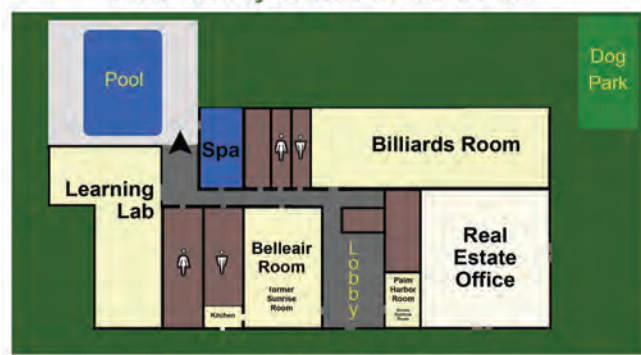 Pool
Dog
Park
Spa
Billiards Room
Learning
Lab
Belleair
Room
former
Sunrise
Room
Kitchen
Lobby
Palm
Harbor
Room
Real
Estate
Office